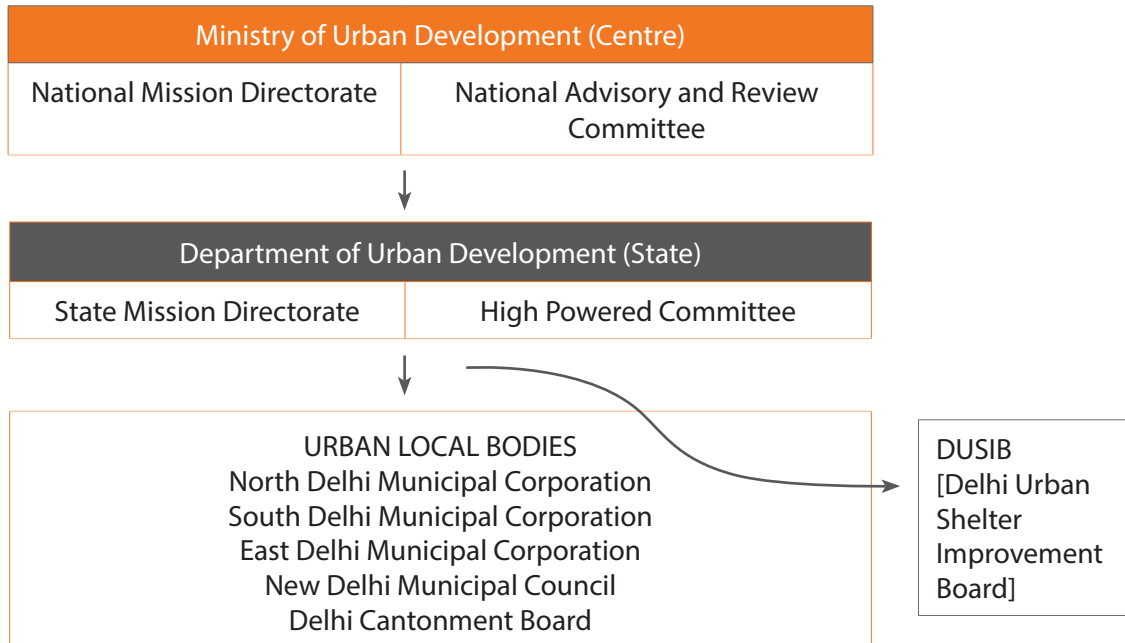 Ministry of Urban Development (Centre)
National Mission Directorate
National Advisory and Review
Committee
Department of Urban Development (State)
State Mission Directorate
High Powered Committee
URBAN LOCAL BODIES
North Delhi Municipal Corporation
South Delhi Municipal Corporation
East Delhi Municipal Corporation
New Delhi Municipal Council
Delhi Cantonment Board
DUSIB
[Delhi Urban
Shelter
Improvement
Board]